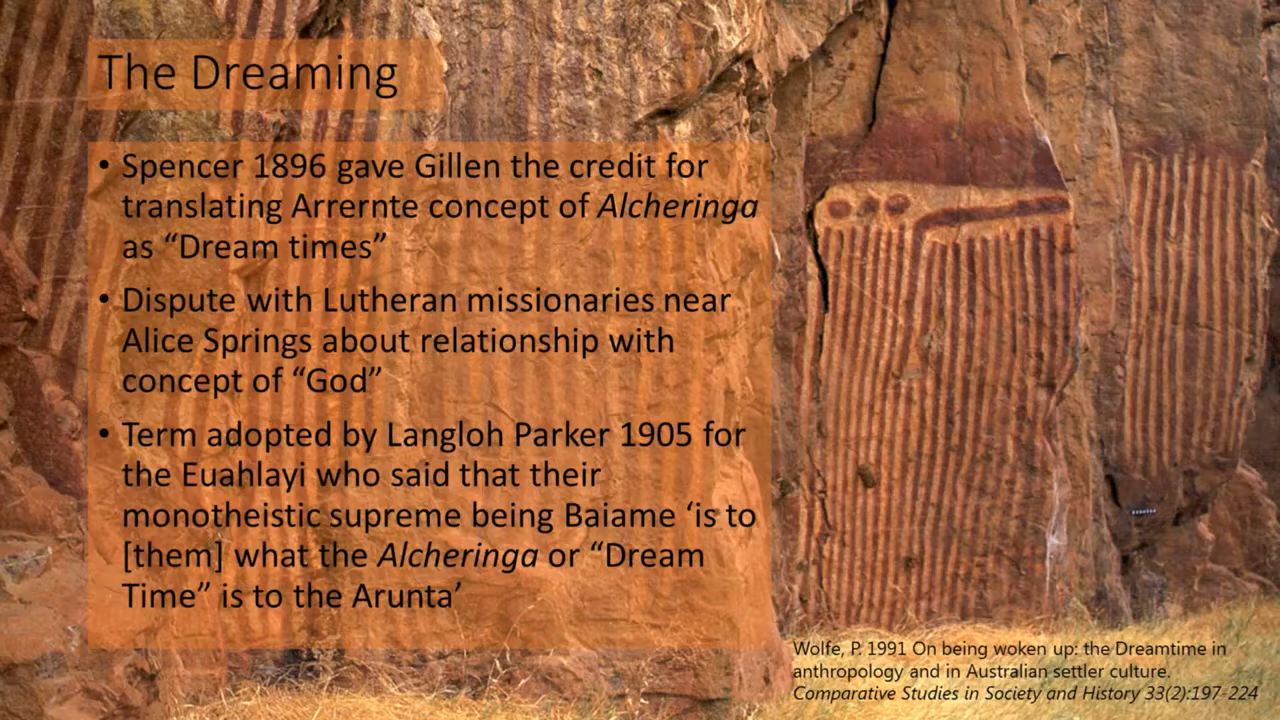 The Dreaming
• Spencer 1896 gave Gillen the credit for
translating Arrernte concept of Alcheringa
as “Dream times”
• Dispute with Lutheran missionaries near
Alice Springs about relationship with
concept of “God”
• Term adopted by Langloh Parker 1905 for
the Euahlayi who said that their
monotheistic supreme being Baiame ‘is to
[them] what the Alcheringa or “Dream
Time” is to the Arunta’
Wolfe, P. 1991 On being woken up: the Dreamtime in
anthropology and in Australian settler culture.
Comparative Studies in Society and History 33(2):197-224